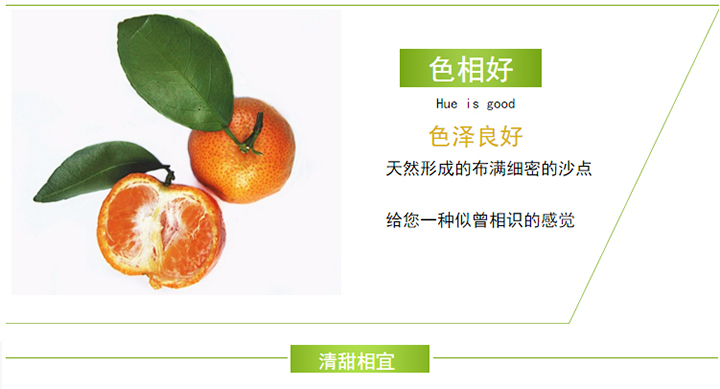 色相好
Hue is good
色泽良好
天然形成的布满细密的沙点
给您一种似曾相识的感觉
清甜相宜